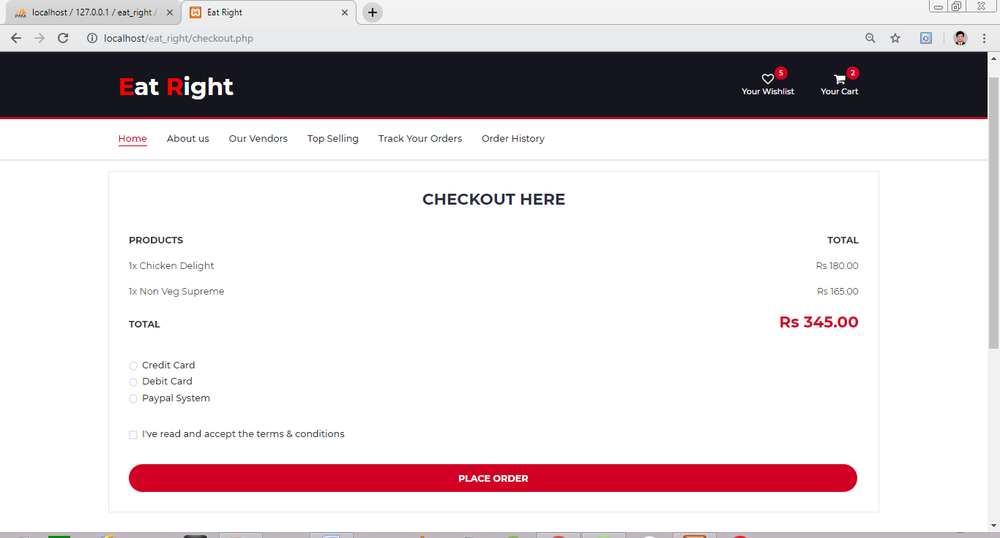 PMA localhost / 127.0.0.1 / eat_right /
Eat Right
localhost/eat_right/checkout.php
Eat Right
5
Your Wishlist
2
Your Cart
Home About us Our Vendors Top Selling Track Your Orders Order History
CHECKOUT HERE
PRODUCTS TOTAL
1x Chicken Delight Rs 180.00
1x Non Veg Supreme Rs 165.00
TOTAL Rs 345.00
Credit Card
Debit Card
Paypal System
I've read and accept the terms & conditions
PLACE ORDER